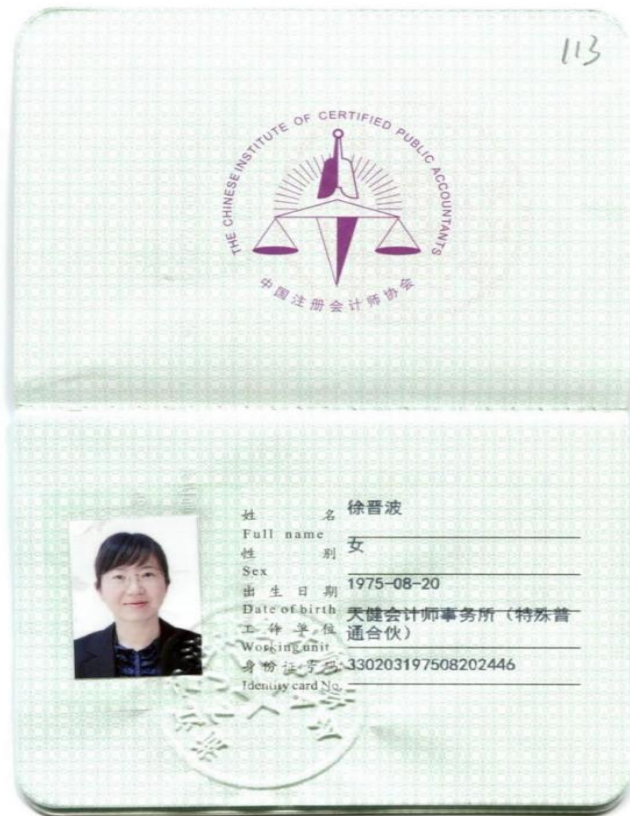 113
THE CHINESE INSTITUTE OF CERTIFIED PUBLIC ACCOUNTANTS
中国注册会计师协会
姓 名 徐晋波
Full name
性 别 女
Sex
出生日期 1975-08-20
Date of birth
工作单位 天健会计师事务所（特殊普
通合伙）
Working unit
身份证号码 330203197508202446
Identity card No.